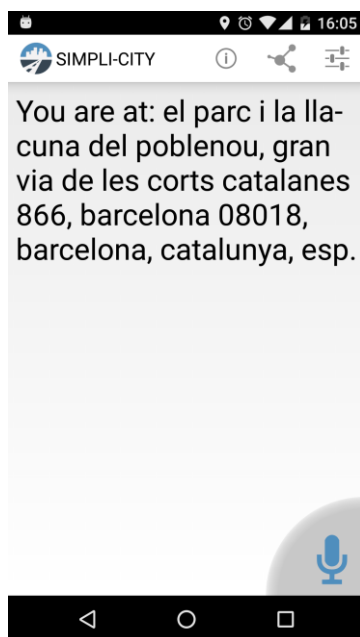 16:05
SIMPLI-CITY
You are at: el parc i la lla-
cuna del poblenou, gran
via de les corts catalanes
866, barcelona 08018,
barcelona, catalunya, esp.